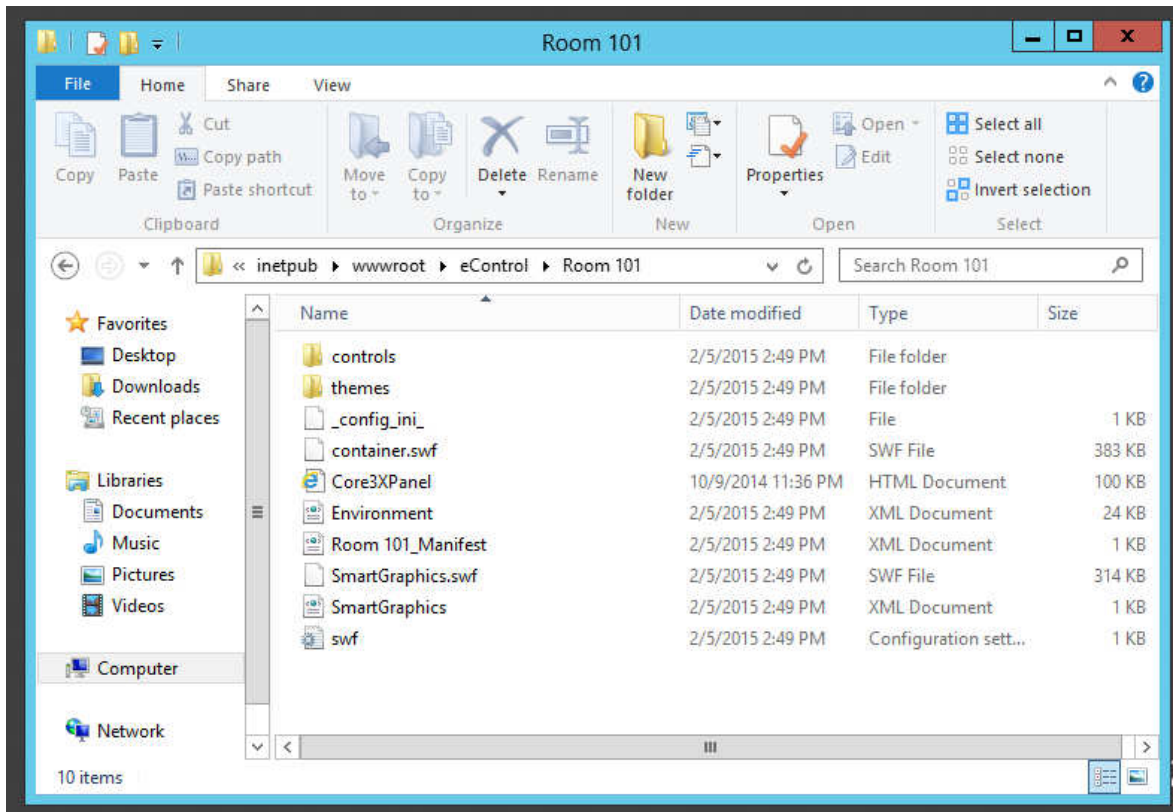 Room 101
File Home Share View
Copy
Paste
Cut
Copy path
Paste shortcut
Clipboard
Move to
Copy to
Delete
Rename
Organize
New folder
New
Properties
Open
Edit
Open
Select all
Select none
Invert selection
Select
« inetpub wwwroot eControl Room 101
Search Room 101
Favorites
Desktop
Downloads
Recent places
Libraries
Documents
Music
Pictures
Videos
Computer
Network
Name Date modified Type Size
controls 2/5/2015 2:49 PM File folder
themes 2/5/2015 2:49 PM File folder
_config_ini_ 2/5/2015 2:49 PM File 1 KB
container.swf 2/5/2015 2:49 PM SWF File 383 KB
Core3XPanel 10/9/2014 11:36 PM HTML Document 100 KB
Environment 2/5/2015 2:49 PM XML Document 24 KB
Room 101_Manifest 2/5/2015 2:49 PM XML Document 1 KB
SmartGraphics.swf 2/5/2015 2:49 PM SWF File 314 KB
SmartGraphics 2/5/2015 2:49 PM XML Document 1 KB
swf 2/5/2015 2:49 PM Configuration sett... 1 KB
10 items